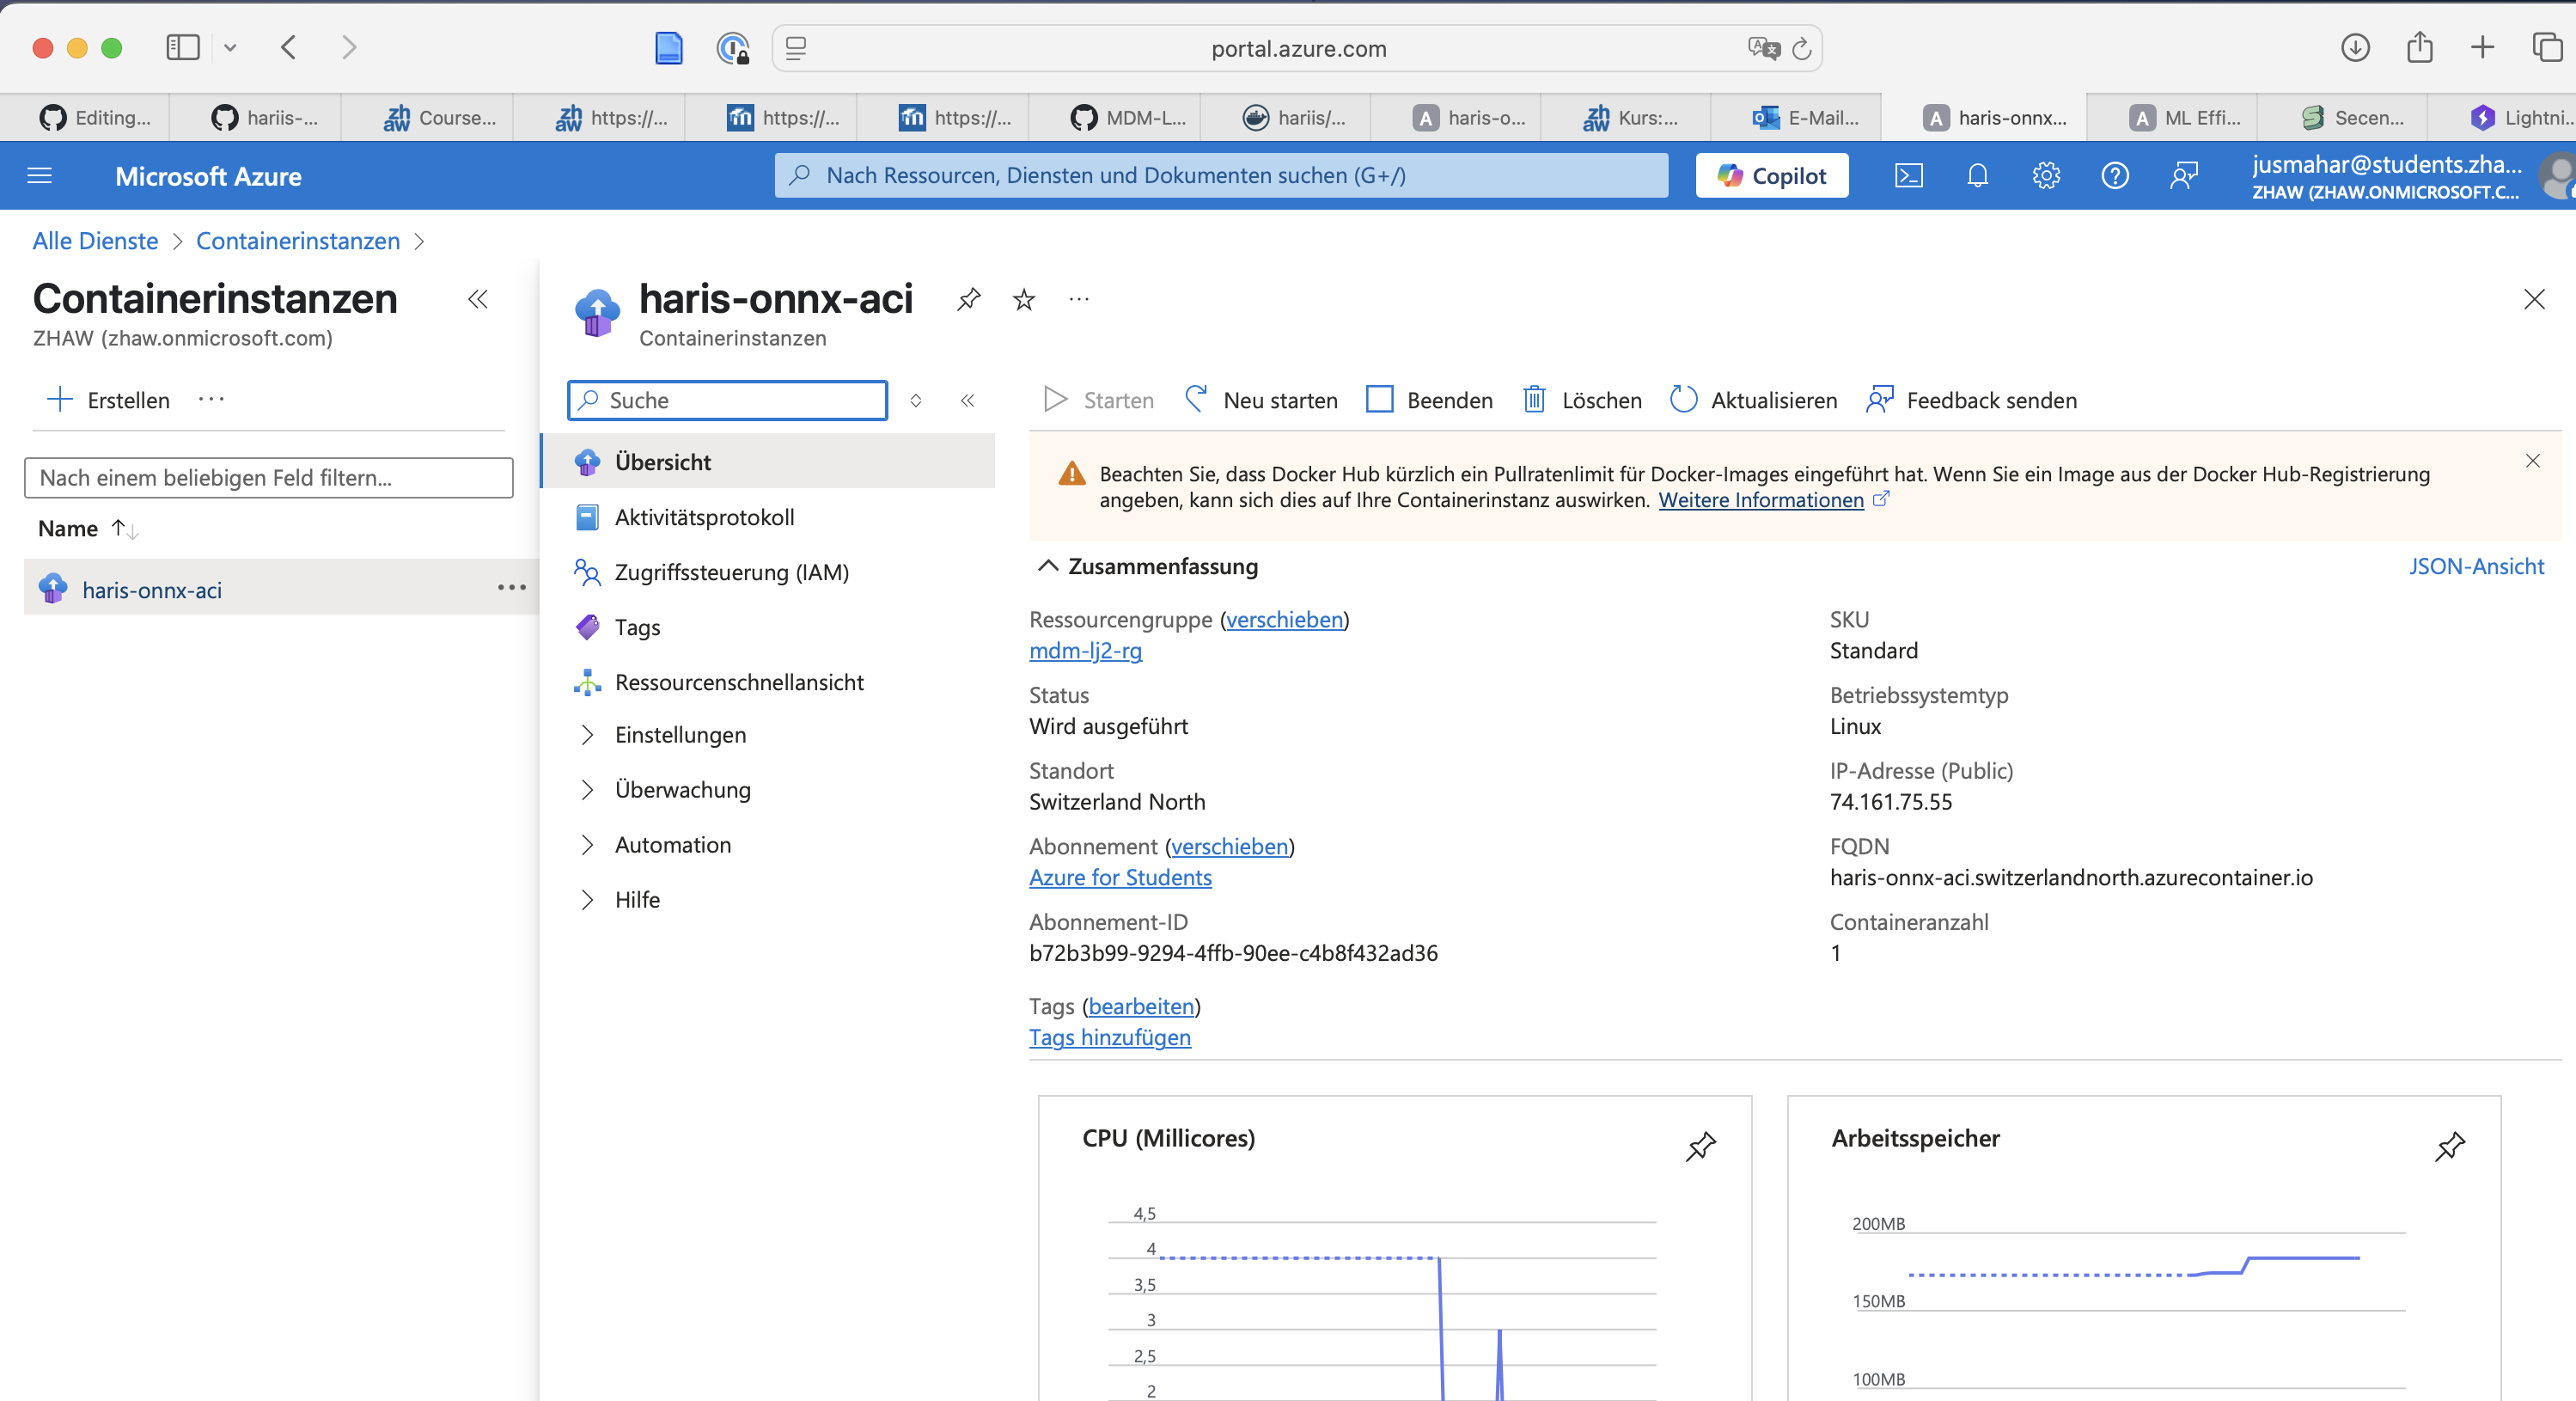 portal.azure.com
Editing...
hariis-...
zh aw Course...
zh aw https://...
m https://...
m https://...
MDM-L...
hariis/...
A haris-o...
zh aw Kurs:...
E-Mail...
A haris-onnx...
A ML Effi...
Secen...
Lightni...
Microsoft Azure
Nach Ressourcen, Diensten und Dokumenten suchen (G+/)
Copilot
jusmahar@students.zha...
ZHAW (ZHAW.ONMICROSOFT.C...
Alle Dienste > Containerinstanzen >
Containerinstanzen
ZHAW (zhaw.onmicrosoft.com)
Erstellen
Nach einem beliebigen Feld filtern...
Name
haris-onnx-aci
haris-onnx-aci
Containerinstanzen
Suche
Übersicht
Aktivitätsprotokoll
Zugriffssteuerung (IAM)
Tags
Ressourcenschnellansicht
Einstellungen
Überwachung
Automation
Hilfe
Starten
Neu starten
Beenden
Löschen
Aktualisieren
Feedback senden
Beachten Sie, dass Docker Hub kürzlich ein Pullratenlimit für Docker-Images eingeführt hat. Wenn Sie ein Image aus der Docker Hub-Registrierung
angeben, kann sich dies auf Ihre Containerinstanz auswirken. Weitere Informationen
Zusammenfassung
JSON-Ansicht
Ressourcengruppe (verschieben)
mdm-lj2-rg
Status
Wird ausgeführt
Standort
Switzerland North
Abonnement (verschieben)
Azure for Students
Abonnement-ID
b72b3b99-9294-4ffb-90ee-c4b8f432ad36
SKU
Standard
Betriebssystemtyp
Linux
IP-Adresse (Public)
74.161.75.55
FQDN
haris-onnx-aci.switzerlandnorth.azurecontainer.io
Containeranzahl
1
Tags (bearbeiten)
Tags hinzufügen
CPU (Millicores)
4,5
4
3,5
3
2,5
2
Arbeitsspeicher
200MB
150MB
100MB